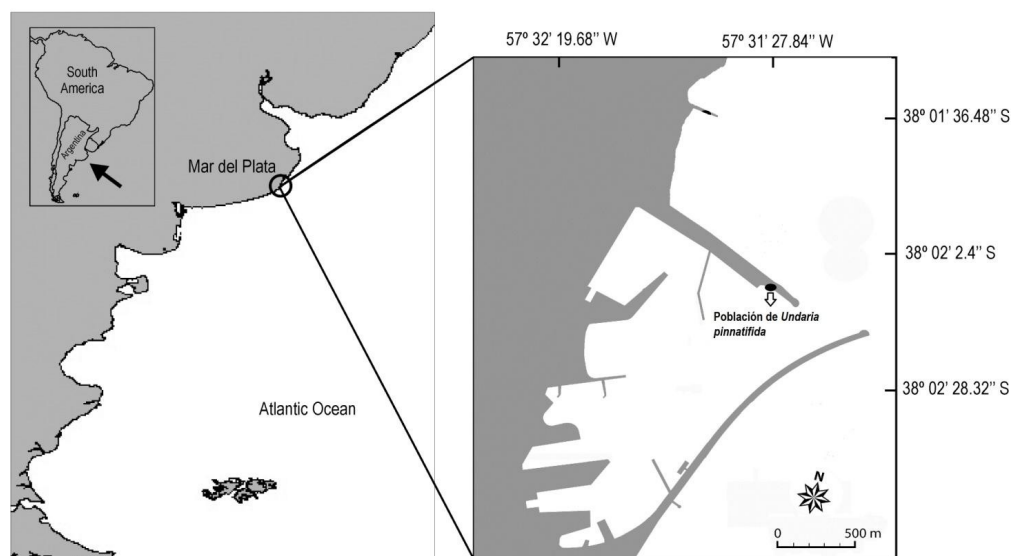 South
America
Argentina
Mar del Plata
Atlantic Ocean
57º 32' 19.68'' W
57º 31' 27.84'' W
38º 01' 36.48'' S
38º 02' 2.4'' S
38º 02' 28.32'' S
Población de Undaria
pinnatífida
N
0
500 m